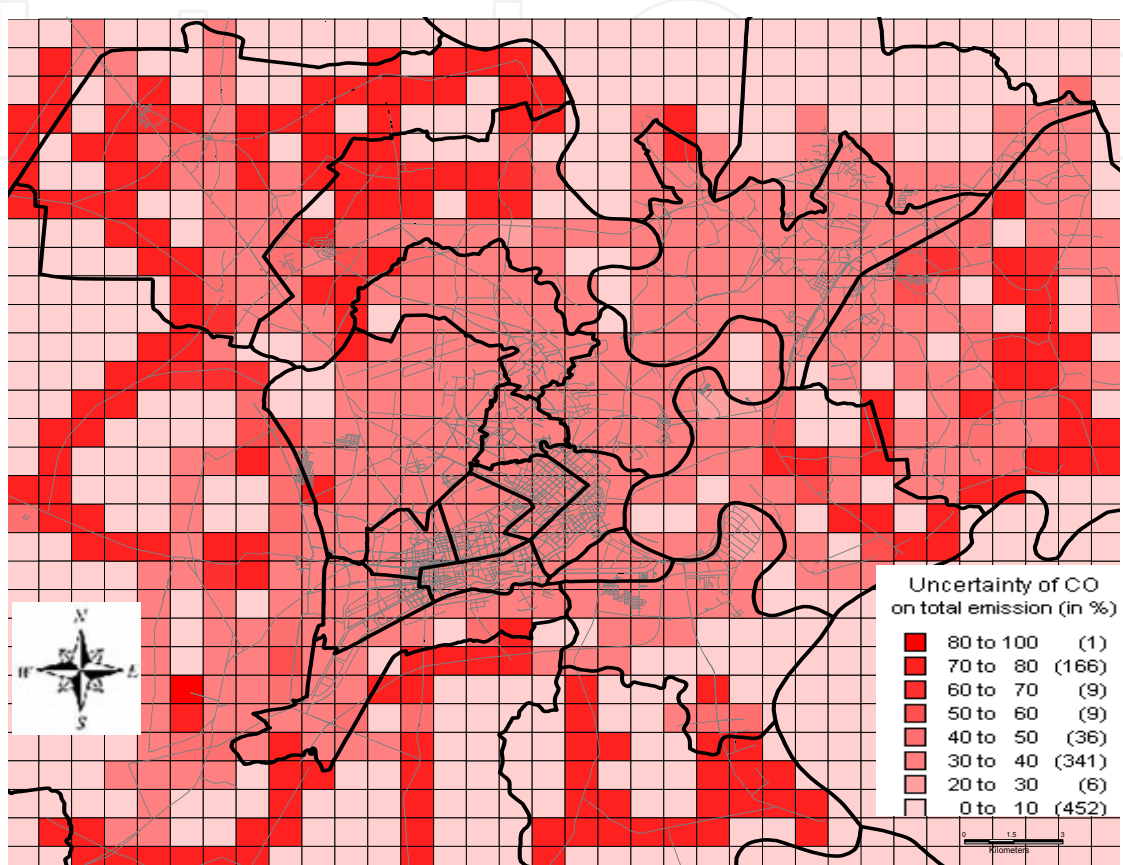 Uncertainty of CO
on total emission (in %)
80 to 100 (1)
70 to 80 (166)
60 to 70 (9)
50 to 60 (9)
40 to 50 (36)
30 to 40 (341)
20 to 30 (6)
0 to 10 (452)
N
W E
S
0 1.5 3
Kilometers